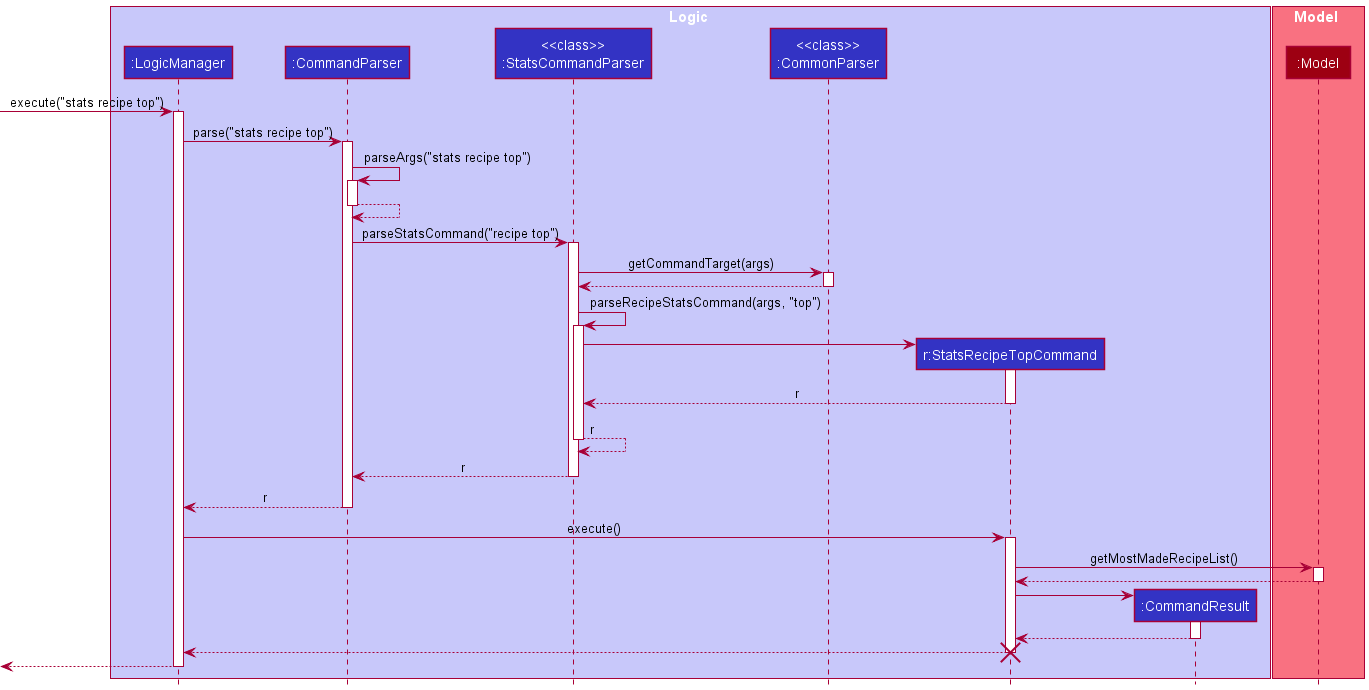 Logic
Model
:LogicManager
:CommandParser
<<class>>
:StatsCommandParser
<<class>>
:CommonParser
:Model
execute("stats recipe top")
parse("stats recipe top")
parseArgs("stats recipe top")
parseStatsCommand("recipe top")
getCommandTarget(args)
parseRecipeStatsCommand(args, "top")
r:StatsRecipeTopCommand
r
r
r
r
execute()
getMostMadeRecipeList()
:CommandResult